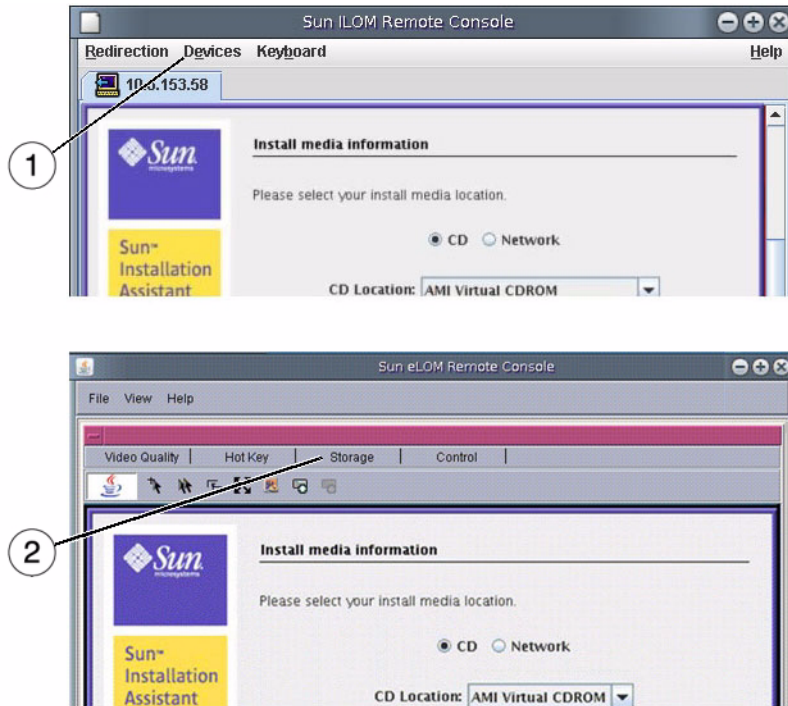 Sun ILOM Remote Console
Redirection Devices Keyboard Help
10.5.153.58
1
Sun
microsystems
Install media information
Please select your install media location.
CD Network
Sun™
Installation
Assistant
CD Location: AMI Virtual CDROM
Sun eLOM Remote Console
File View Help
Video Quality Hot Key Storage Control
2
Sun
microsystems
Install media information
Please select your install media location.
CD Network
Sun™
Installation
Assistant
CD Location: AMI Virtual CDROM